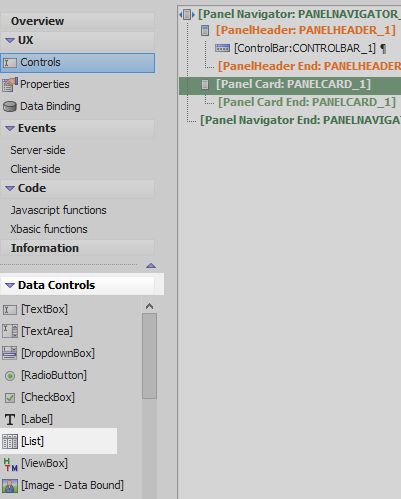 Overview
UX
Controls
Properties
Data Binding
Events
Server-side
Client-side
Code
Javascript functions
Xbasic functions
Information
Data Controls
[TextBox]
[TextArea]
[DropdownBox]
[RadioButton]
[CheckBox]
[Label]
[List]
[ViewBox]
[Image - Data Bound]
[Panel Navigator: PANELNAVIGATOR_
[PanelHeader: PANELHEADER_1]
[ControlBar:CONTROLBAR_1] ¶
[PanelHeader End: PANELHEADER_
[Panel Card: PANELCARD_1]
[Panel Card End: PANELCARD_1]
[Panel Navigator End: PANELNAVIGA